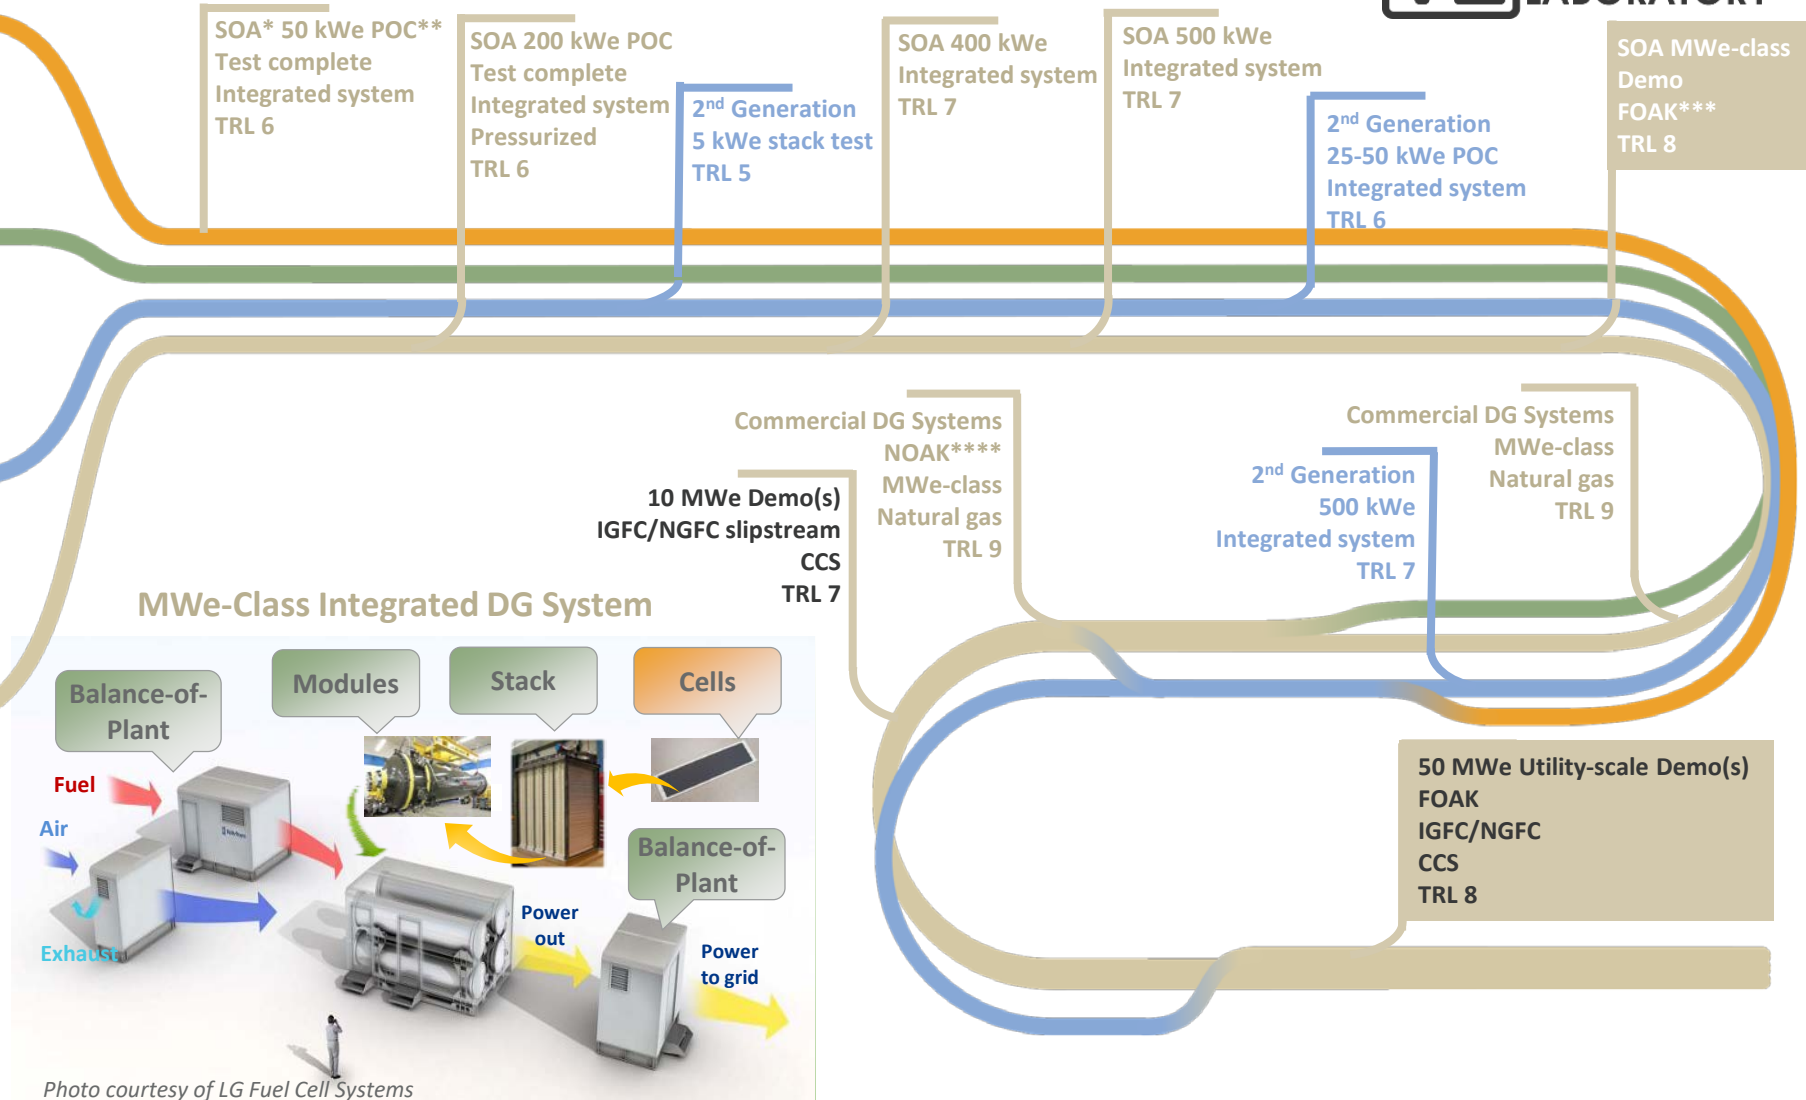 LABORATORY
SOA* 50 kWe POC**
Test complete
Integrated system
TRL 6
SOA 200 kWe POC
Test complete
Integrated system
Pressurized
TRL 6
2nd Generation
5 kWe stack test
TRL 5
SOA 400 kWe
Integrated system
TRL 7
SOA 500 kWe
Integrated system
TRL 7
2nd Generation
25-50 kWe POC
Integrated system
TRL 6
SOA MWe-class
Demo
FOAK***
TRL 8
10 MWe Demo(s)
IGFC/NGFC slipstream
CCS
TRL 7
Commercial DG Systems
NOAK****
MWe-class
Natural gas
TRL 9
2nd Generation
500 kWe
Integrated system
TRL 7
Commercial DG Systems
MWe-class
Natural gas
TRL 9
50 MWe Utility-scale Demo(s)
FOAK
IGFC/NGFC
CCS
TRL 8
MWe-Class Integrated DG System
Balance-of-
Plant
Modules
Stack
Cells
Fuel
Air
Exhaust
Balance-of-
Plant
Power
out
Power
to grid
Photo courtesy of LG Fuel Cell Systems